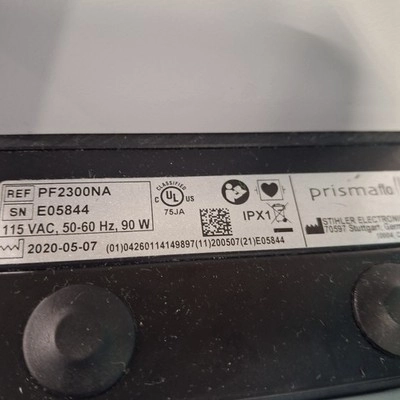 REF PF2300NA
SN E05844
115 VAC, 50-60 Hz, 90 W
2020-05-07 (01)04260114149897(11)200507(21)E05844
CLASSIFIED
C UL US
75JA
IPX1
prismaflo
STIHLER ELECTRONIC
70597 Stuttgart,